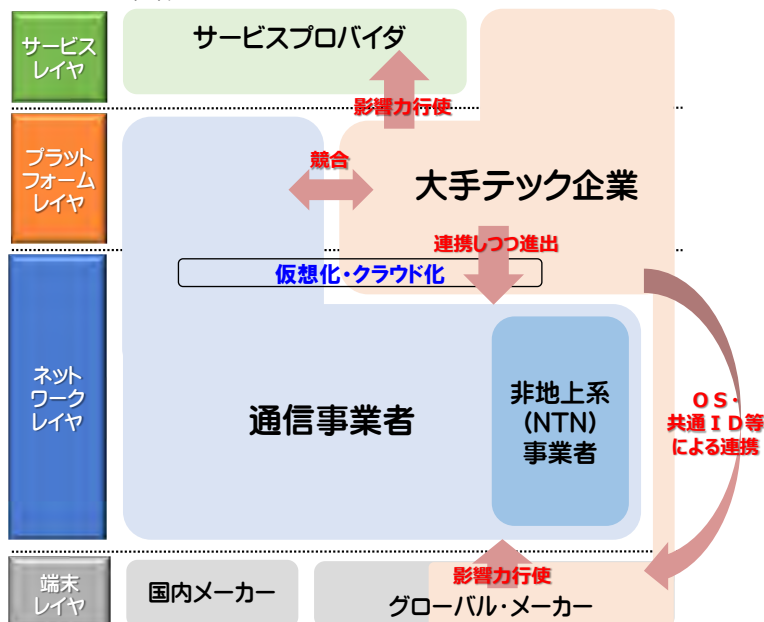 サービス
レイヤ
サービスプロバイダ
影響力行使
プラット
フォーム
レイヤ
競合
大手テック企業
連携しつつ進出
仮想化・クラウド化
ネット
ワーク
レイヤ
通信事業者
非地上系
(NTN)
事業者
ＯＳ・
共通ＩＤ等
による連携
端末
レイヤ
国内メーカー
影響力行使
グローバル・メーカー